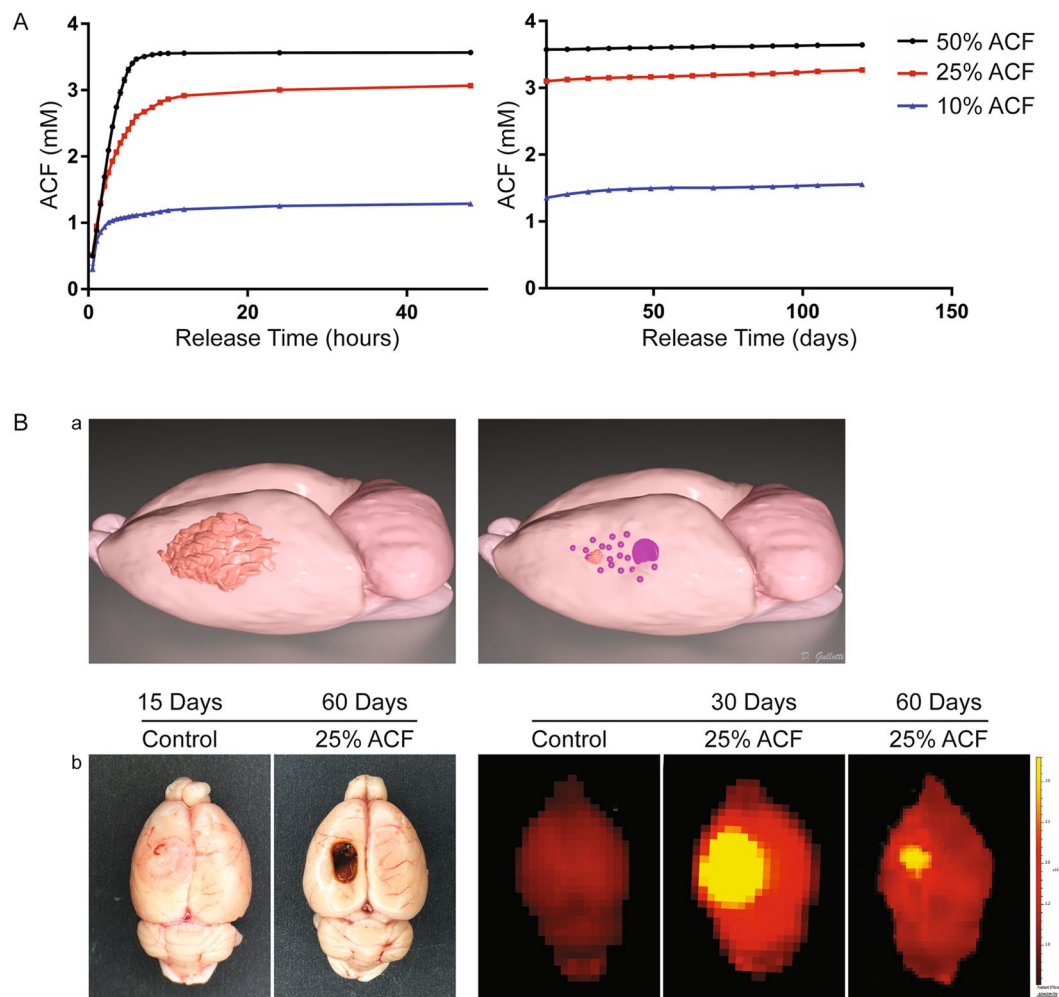 A
4
3
2
1
0
ACF (mM)
0
20
40
Release Time (hours)
4
3
2
1
0
ACF (mM)
50
100
150
Release Time (days)
50% ACF
25% ACF
10% ACF
B
a
D. Gallotti
15 Days
60 Days
Control
25% ACF
30 Days
60 Days
Control
25% ACF
25% ACF
b